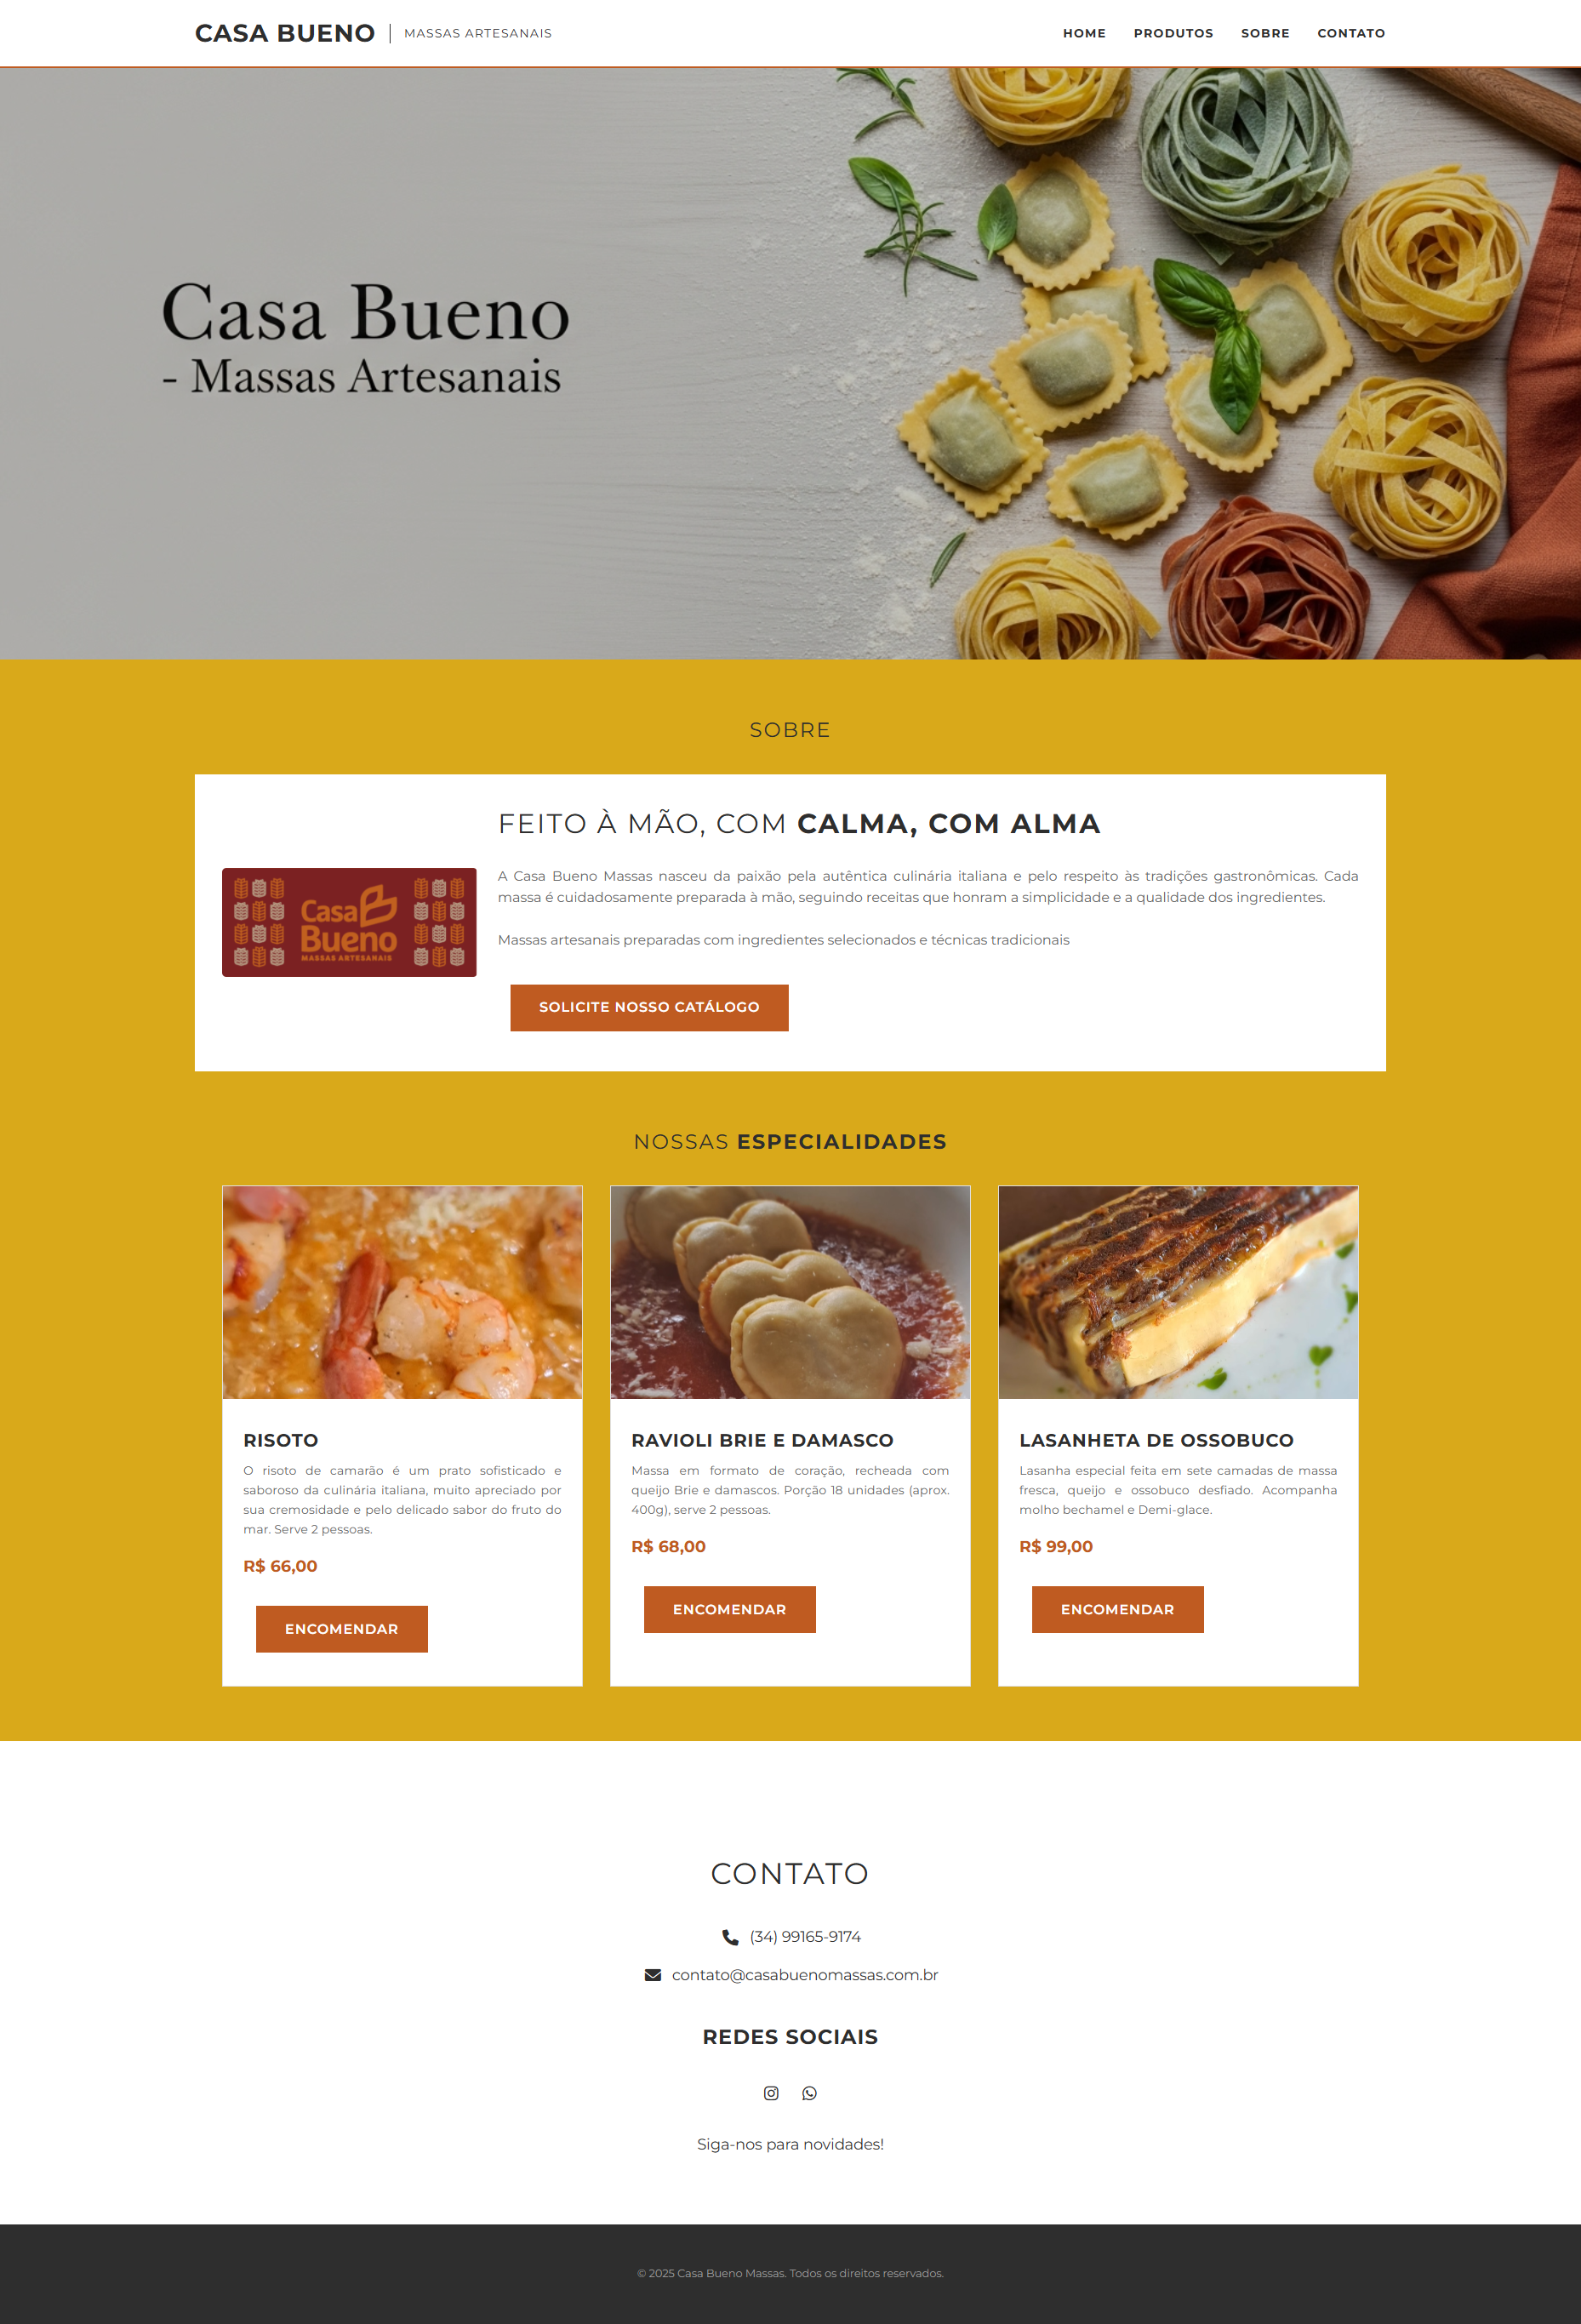 CASA BUENO | MASSAS ARTESANAIS
HOME PRODUTOS SOBRE CONTATO
Casa Bueno
- Massas Artesanais
SOBRE
FEITO À MÃO, COM CALMA, COM ALMA
Casa B
Bueno
MASSAS ARTESANAIS
A Casa Bueno Massas nasceu da paixão pela autêntica culinária italiana e pelo respeito às tradições gastronômicas. Cada
massa é cuidadosamente preparada à mão, seguindo receitas que honram a simplicidade e a qualidade dos ingredientes.
Massas artesanais preparadas com ingredientes selecionados e técnicas tradicionais
SOLICITE NOSSO CATÁLOGO
NOSSAS ESPECIALIDADES
RISOTO
O risoto de camarão é um prato sofisticado e
saboroso da culinária italiana, muito apreciado por
sua cremosidade e pelo delicado sabor do fruto do
mar. Serve 2 pessoas.
R$ 66,00
ENCOMENDAR
RAVIOLI BRIE E DAMASCO
Massa em formato de coração, recheada com
queijo Brie e damascos. Porção 18 unidades (aprox.
400g), serve 2 pessoas.
R$ 68,00
ENCOMENDAR
LASANHETA DE OSSOBUCO
Lasanha especial feita em sete camadas de massa
fresca, queijo e ossobuco desfiado. Acompanha
molho bechamel e Demi-glace.
R$ 99,00
ENCOMENDAR
CONTATO
(34) 99165-9174
contato@casabuenomassas.com.br
REDES SOCIAIS
Siga-nos para novidades!
© 2025 Casa Bueno Massas. Todos os direitos reservados.